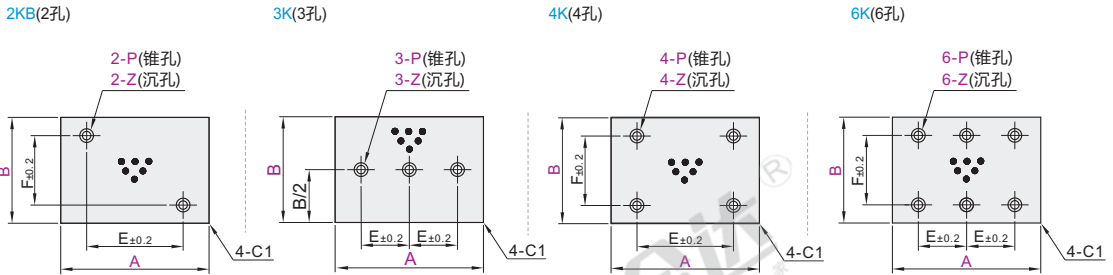 2KB(2孔)
2-P(锥孔)
2-Z(沉孔)
B
F±0.2
E±0.2
A
4-C1
3K(3孔)
3-P(锥孔)
3-Z(沉孔)
B
B/2
E±0.2
E±0.2
A
4-C1
4K(4孔)
4-P(锥孔)
4-Z(沉孔)
B
F±0.2
E±0.2
A
4-C1
®
6K(6孔)
6-P(锥孔)
6-Z(沉孔)
B
F±0.2
E±0.2
E±0.2
A
4-C1